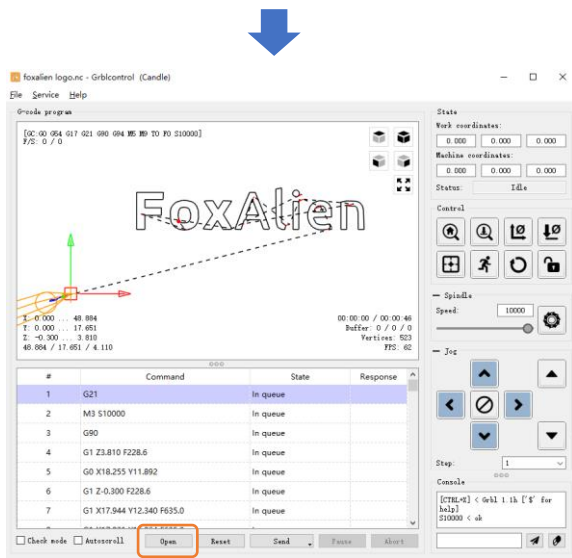 foxalien logo.nc - Grblcontrol (Candle)
File Service Help
G-code program
[GC:G0 G54 G17 G21 G90 G94 M5 M9 T0 F0 S10000]
F/S: 0 / 0
FoxAlien
X: 0.000 ... 48.884
Y: 0.000 ... 17.651
Z: -0.300 ... 3.810
48.884 / 17.651 / 4.110
00:00:00 / 00:00:46
Buffer: 0 / 0 / 0
Vertices: 523
FPS: 62
# Command State Response
1 G21 In queue
2 M3 S10000 In queue
3 G90 In queue
4 G1 Z3.810 F228.6 In queue
5 G0 X18.255 Y11.892 In queue
6 G1 Z-0.300 F228.6 In queue
7 G1 X17.944 Y12.340 F635.0 In queue
Check mode Autoscroll Open Reset Send Pause Abort
State
Work coordinates:
0.000 0.000 0.000
Machine coordinates:
0.000 0.000 0.000
Status: Idle
Control
Spindle
Speed: 10000
Jog
Step: 1
Console
[CTRL+X] < Grbl 1.1h ['$' for
help]
S10000 < ok